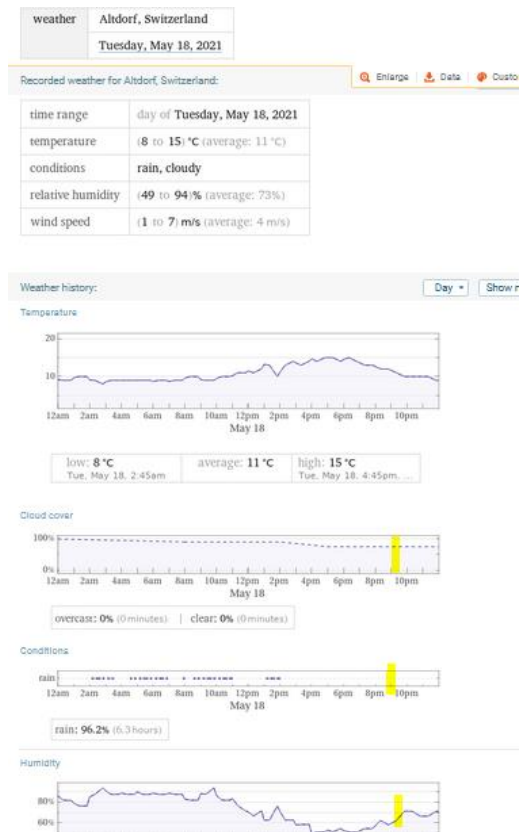 weather Altdorf, Switzerland
Tuesday, May 18, 2021
Recorded weather for Altdorf, Switzerland:
Enlarge Data Custo
time range day of Tuesday, May 18, 2021
temperature (8 to 15) °C (average: 11 °C)
conditions rain, cloudy
relative humidity (49 to 94)% (average: 73%)
wind speed (1 to 7) m/s (average: 4 m/s)
Weather history:
Day Show
Temperature
20
10
12am 2am 4am 6am 8am 10am 12pm 2pm 4pm 6pm 8pm 10pm
May 18
low: 8 °C average: 11 °C high: 15 °C
Tue, May 18, 2:45am Tue, May 18, 4:45pm, ...
Cloud cover
100%
0%
12am 2am 4am 6am 8am 10am 12pm 2pm 4pm 6pm 8pm 10pm
May 18
overcast: 0% (0 minutes) | clear: 0% (0 minutes)
Conditions
rain
12am 2am 4am 6am 8am 10am 12pm 2pm 4pm 6pm 8pm 10pm
May 18
rain: 96.2% (6.3 hours)
Humidity
80%
60%